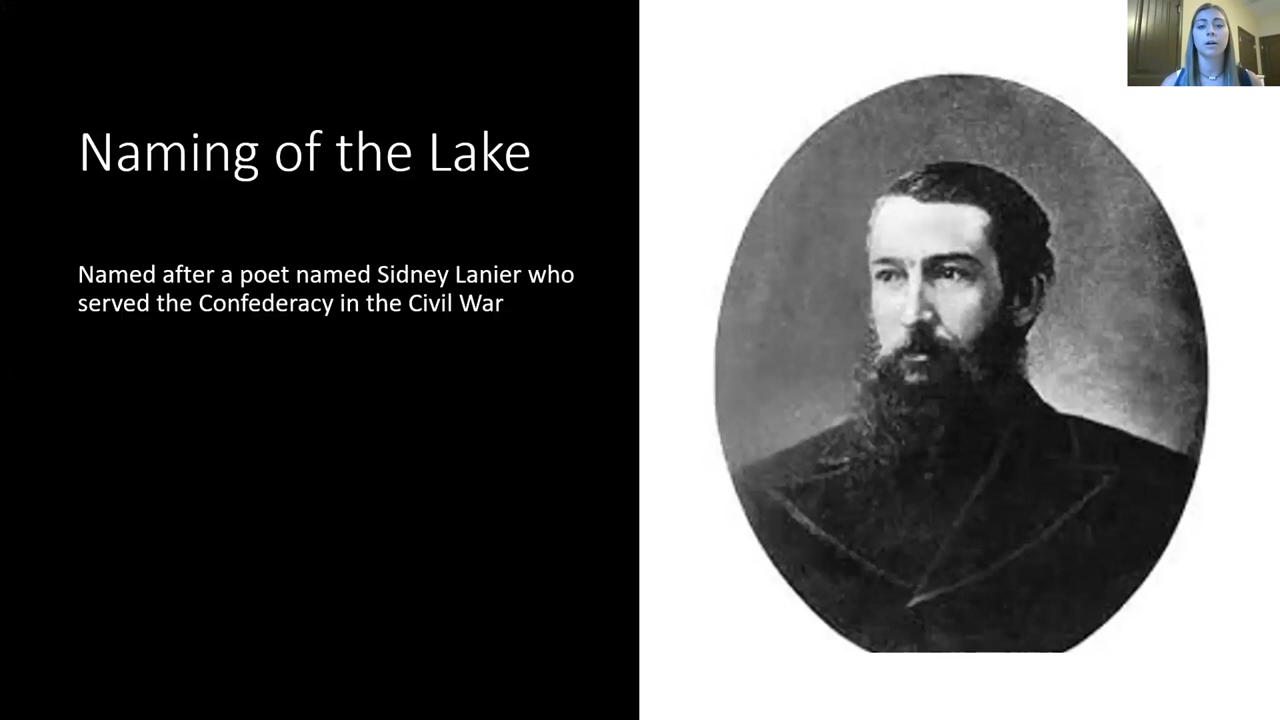 Naming of the Lake
Named after a poet named Sidney Lanier who
served the Confederacy in the Civil War